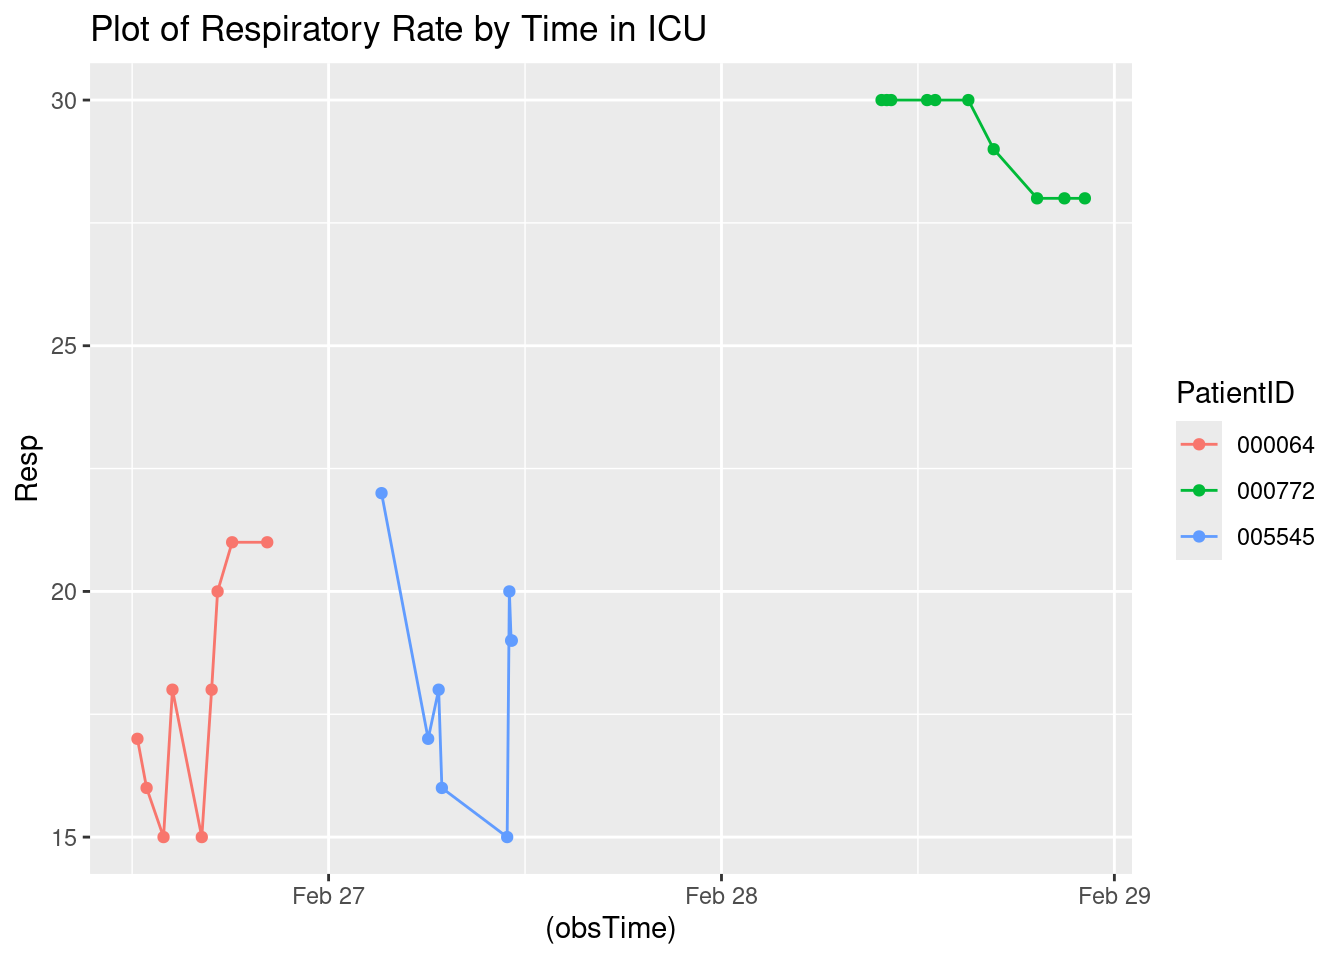 Plot of Respiratory Rate by Time in ICU
30
25
20
15
Resp
Feb 27
Feb 28
Feb 29
(obsTime)
PatientID
000064
000772
005545